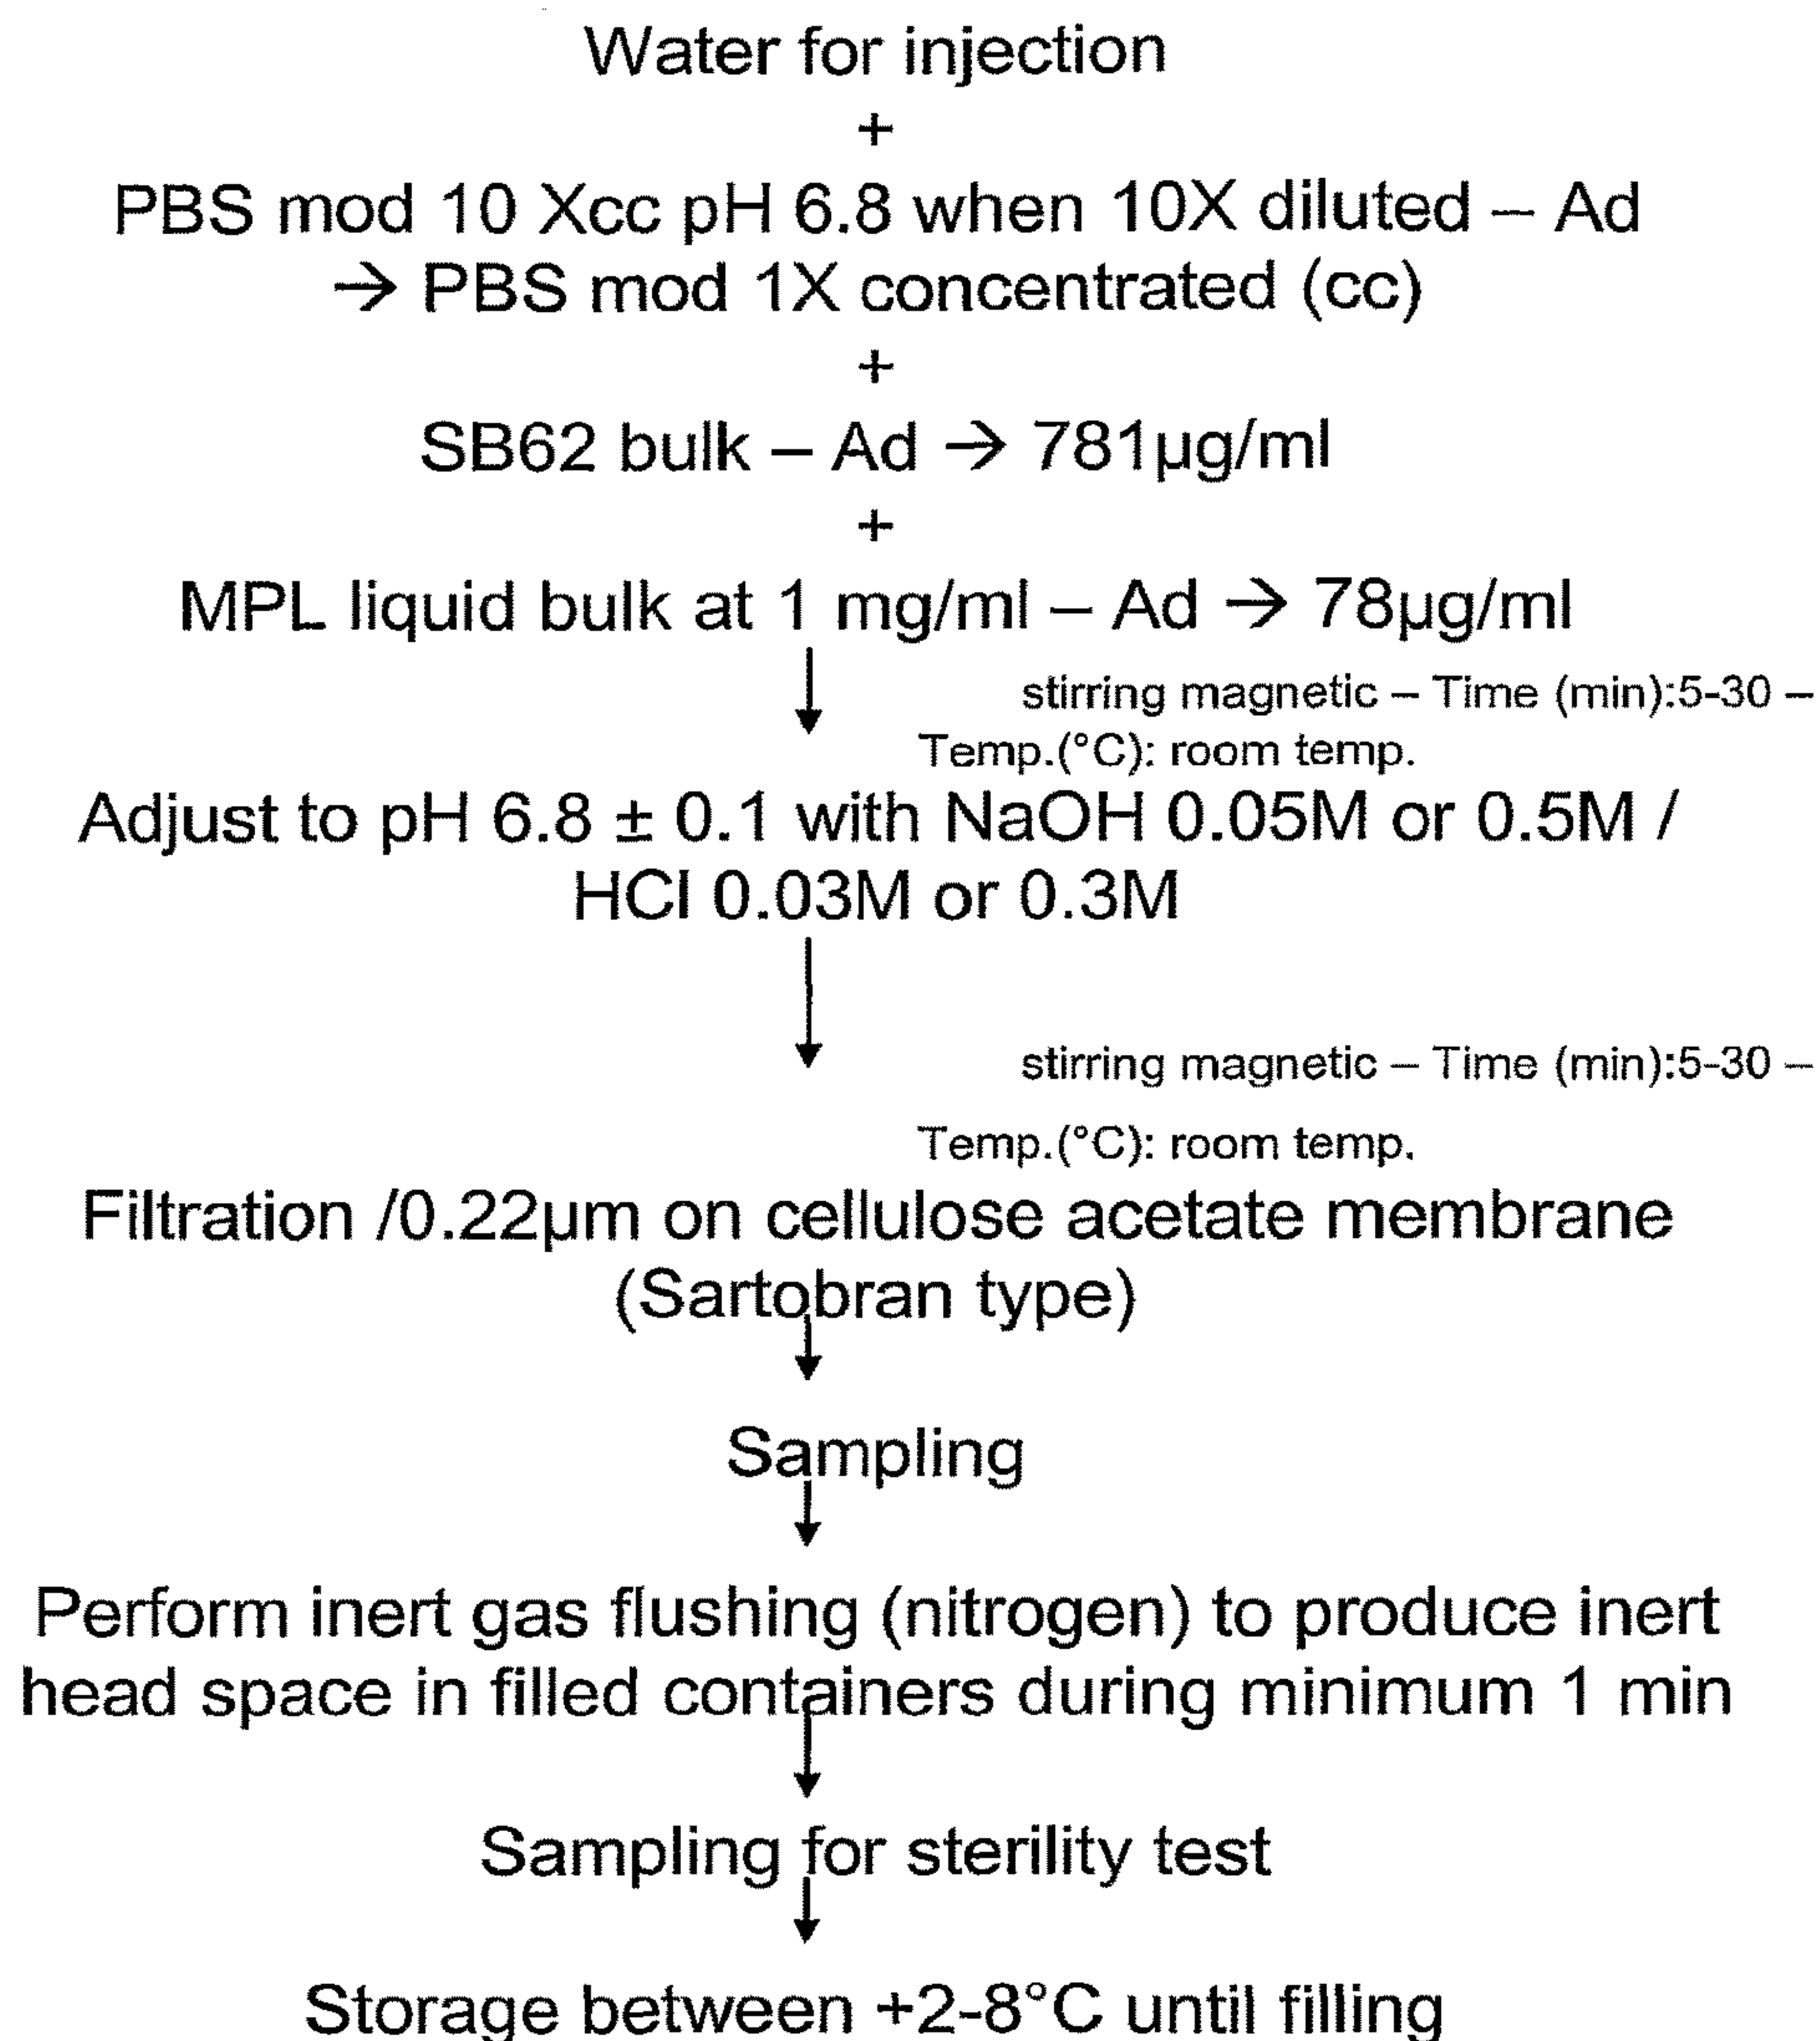 Water for injection
+
PBS mod 10 Xcc pH 6.8 when 10X diluted – Ad
→ PBS mod 1X concentrated (cc)
+
SB62 bulk – Ad → 781µg/ml
+
MPL liquid bulk at 1 mg/ml – Ad → 78µg/ml
stirring magnetic – Time (min):5-30 –
Temp.(°C): room temp.
Adjust to pH 6.8 ± 0.1 with NaOH 0.05M or 0.5M /
HCl 0.03M or 0.3M
stirring magnetic – Time (min):5-30 –
Temp.(°C): room temp.
Filtration /0.22µm on cellulose acetate membrane
(Sartobran type)
Sampling
Perform inert gas flushing (nitrogen) to produce inert
head space in filled containers during minimum 1 min
Sampling for sterility test
Storage between +2-8°C until filling